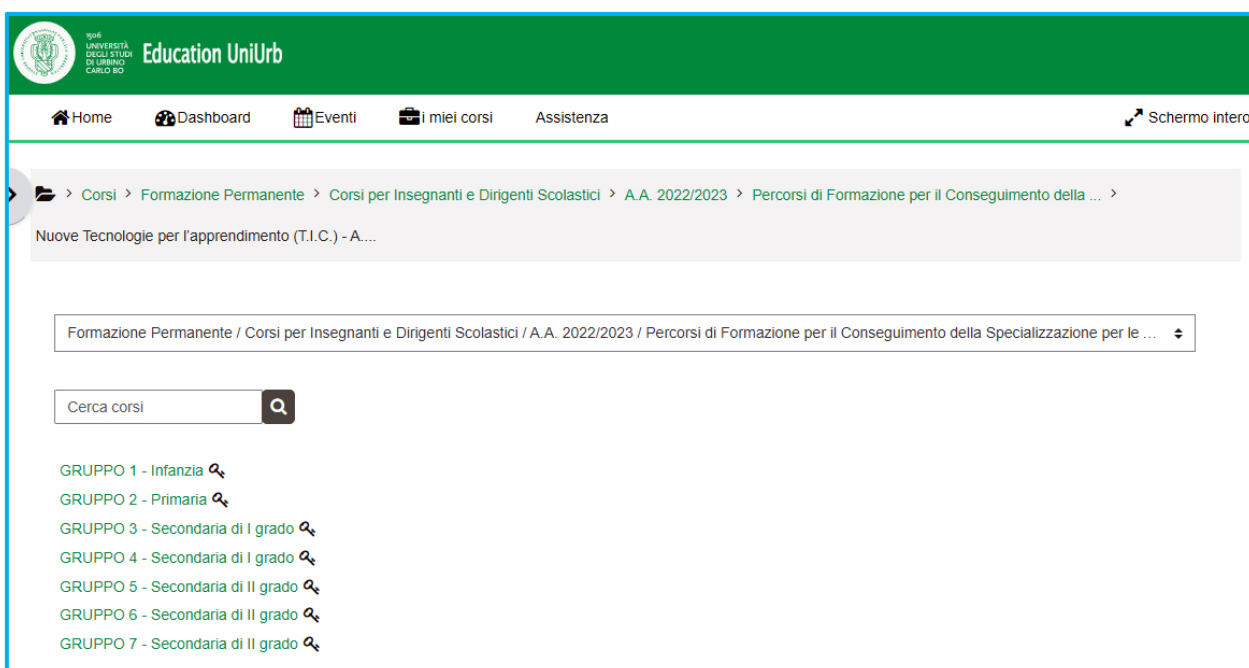 1506
UNIVERSITÀ
DEGLI STUDI
DI URBINO
CARLO BO
Education UniUrb
Home Dashboard Eventi i miei corsi Assistenza Schermo intero
> Corsi > Formazione Permanente > Corsi per Insegnanti e Dirigenti Scolastici > A.A. 2022/2023 > Percorsi di Formazione per il Conseguimento della ... >
Nuove Tecnologie per l'apprendimento (T.I.C.) - A....
Formazione Permanente / Corsi per Insegnanti e Dirigenti Scolastici / A.A. 2022/2023 / Percorsi di Formazione per il Conseguimento della Specializzazione per le ...
Cerca corsi
GRUPPO 1 - Infanzia
GRUPPO 2 - Primaria
GRUPPO 3 - Secondaria di I grado
GRUPPO 4 - Secondaria di I grado
GRUPPO 5 - Secondaria di II grado
GRUPPO 6 - Secondaria di II grado
GRUPPO 7 - Secondaria di II grado